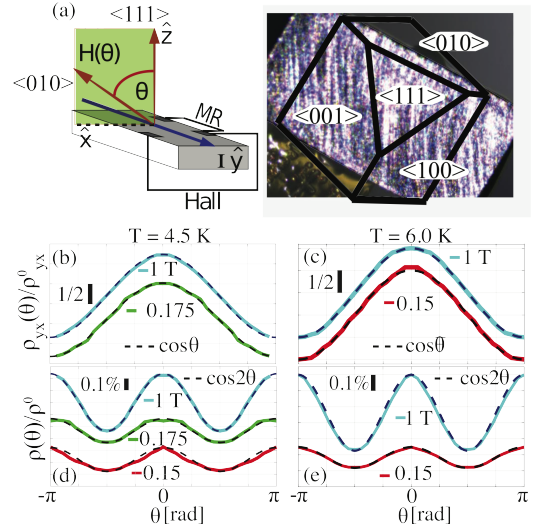 (a)
<111>
ẑ
H(θ)
<010>
θ
MR
x̂
I ŷ
Hall
<010>
<111>
<001>
<100>
T = 4.5 K
T = 6.0 K
ρyx(θ)/ρ⁰yx
(b)
1 T
1/2
0.175
cosθ
(c)
1 T
1/2
0.15
cosθ
ρ(θ)/ρ⁰
0.1%
cos2θ
1 T
0.175
0.15
(d)
0.1%
cos2θ
1 T
0.15
(e)
-π 0 π
-π 0 π
θ [rad]
θ [rad]